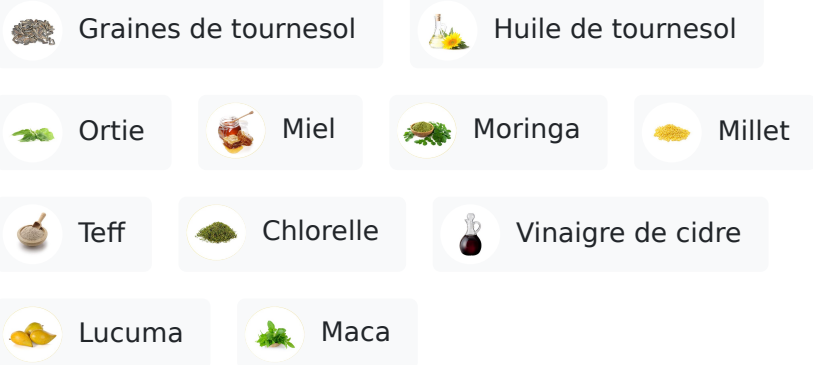 Graines de tournesol Huile de tournesol
Ortie Miel Moringa Millet
Teff Chlorelle Vinaigre de cidre
Lucuma Maca